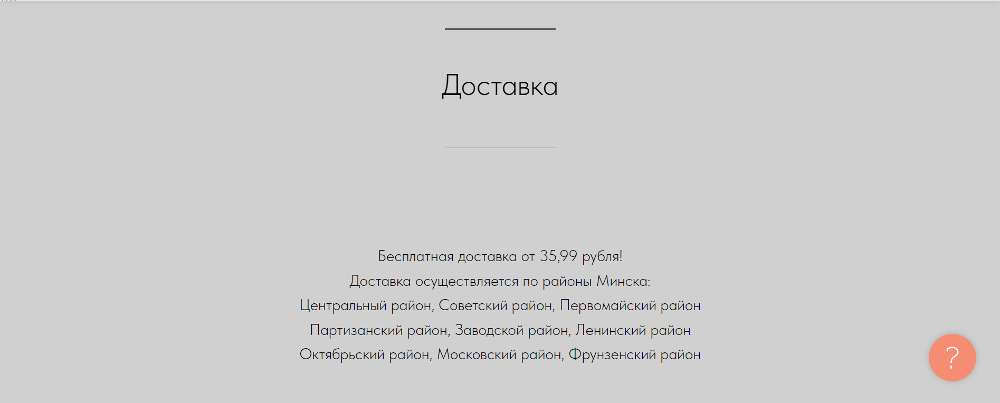 Доставка
Бесплатная доставка от 35,99 рубля!
Доставка осуществляется по районы Минска:
Центральный район, Советский район, Первомайский район
Партизанский район, Заводской район, Ленинский район
Октябрьский район, Московский район, Фрунзенский район
?